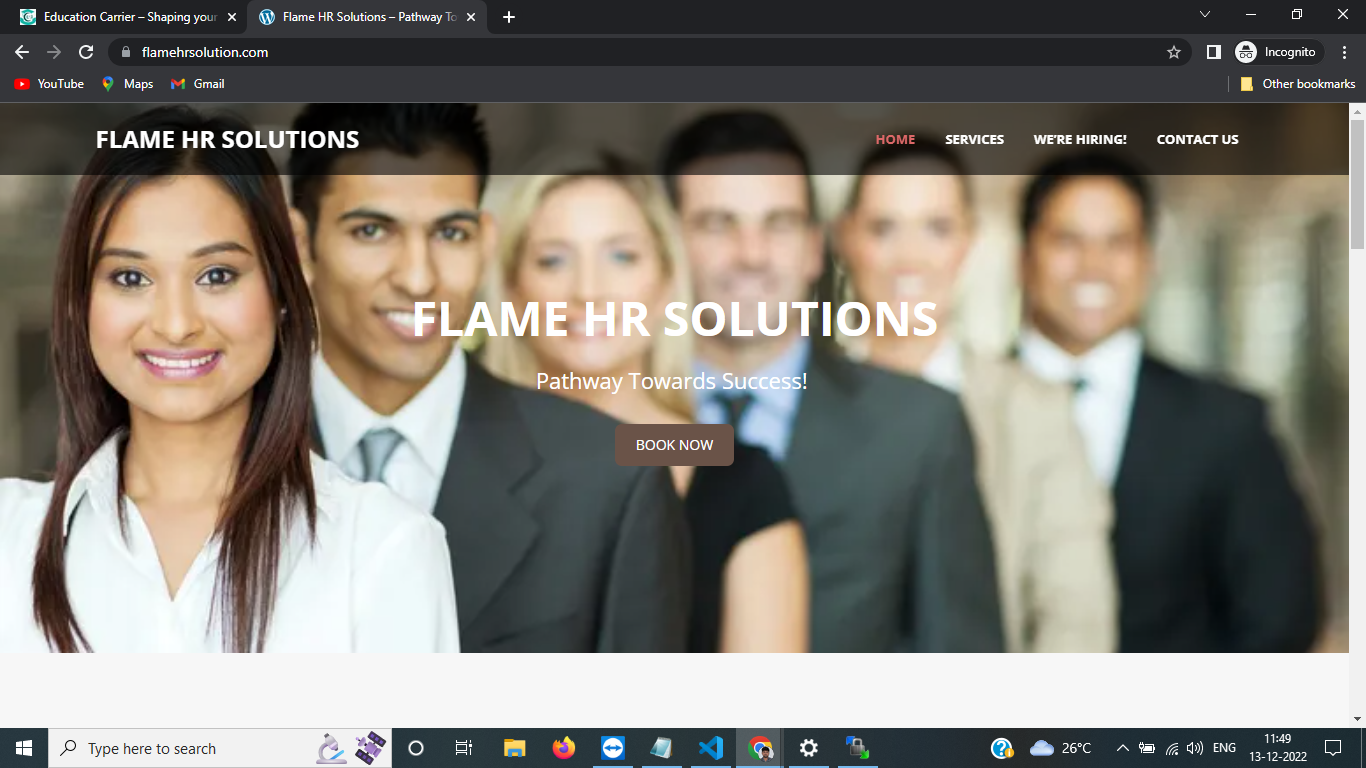 Education Carrier – Shaping your
Flame HR Solutions – Pathway To
flamehrsolution.com
Incognito
YouTube
Maps
Gmail
Other bookmarks
FLAME HR SOLUTIONS
HOME
SERVICES
WE'RE HIRING!
CONTACT US
FLAME HR SOLUTIONS
Pathway Towards Success!
BOOK NOW
Type here to search
26°C
ENG
11:49
13-12-2022